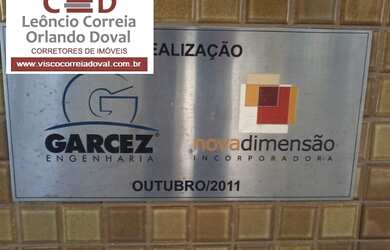 CED
Leôncio Correia
Orlando Doval
CORRETORES DE IMÓVEIS
www.viscocorreiadoval.com.br
REALIZAÇÃO
G
GARCEZ
ENGENHARIA
novadimensão
INCORPORADORA
OUTUBRO/2011